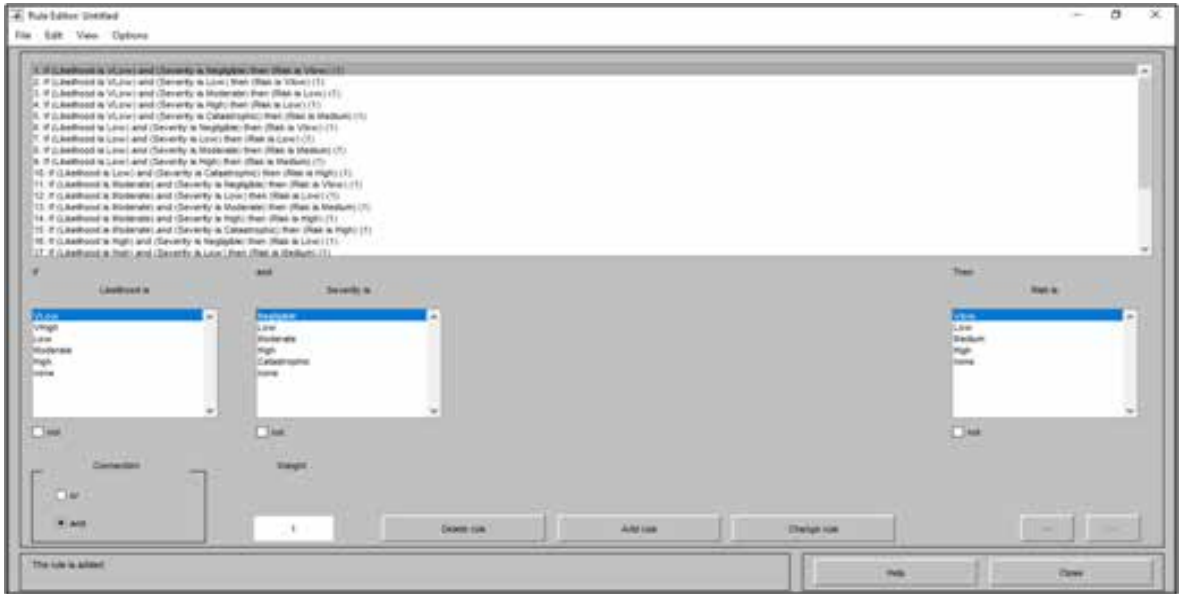 Rule Editor: Untitled
File Edit View Options
1. If (Likelihood is VLow) and (Severity is Negligible) then (Risk is Vlow) (1)
2. If (Likelihood is VLow) and (Severity is Low) then (Risk is Vlow) (1)
3. If (Likelihood is VLow) and (Severity is Moderate) then (Risk is Low) (1)
4. If (Likelihood is VLow) and (Severity is High) then (Risk is Low) (1)
5. If (Likelihood is VLow) and (Severity is Catastrophic) then (Risk is Medium) (1)
6. If (Likelihood is Low) and (Severity is Negligible) then (Risk is Vlow) (1)
7. If (Likelihood is Low) and (Severity is Low) then (Risk is Low) (1)
8. If (Likelihood is Low) and (Severity is Moderate) then (Risk is Medium) (1)
9. If (Likelihood is Low) and (Severity is High) then (Risk is Medium) (1)
10. If (Likelihood is Low) and (Severity is Catastrophic) then (Risk is High) (1)
11. If (Likelihood is Moderate) and (Severity is Negligible) then (Risk is Vlow) (1)
12. If (Likelihood is Moderate) and (Severity is Low) then (Risk is Low) (1)
13. If (Likelihood is Moderate) and (Severity is Moderate) then (Risk is Medium) (1)
14. If (Likelihood is Moderate) and (Severity is High) then (Risk is High) (1)
15. If (Likelihood is Moderate) and (Severity is Catastrophic) then (Risk is High) (1)
16. If (Likelihood is High) and (Severity is Negligible) then (Risk is Low) (1)
17. If (Likelihood is High) and (Severity is Low) then (Risk is Medium) (1)
If and Then
Likelihood is Severity is Risk is
VLow Negligible Vlow
VHigh Low Low
Low Moderate Medium
Moderate High High
High Catastrophic none
none none
not not not
Connection Weight
or
and 1 Delete rule Add rule Change rule
The rule is added Help Close